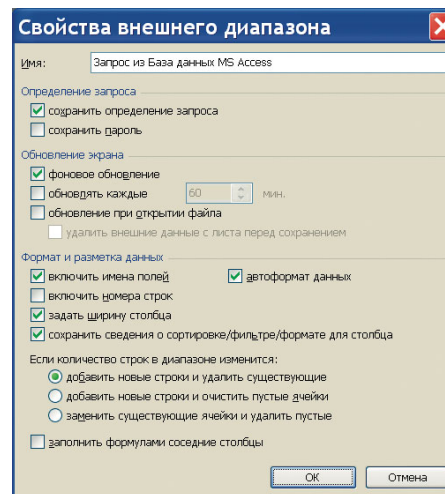 Свойства внешнего диапазона
Имя: Запрос из База данных MS Access
Определение запроса
сохранить определение запроса
сохранить пароль
Обновление экрана
фоновое обновление
обновлять каждые 60 мин.
обновление при открытии файла
удалить внешние данные с листа перед сохранением
Формат и разметка данных
включить имена полей автоформат данных
включить номера строк
задать ширину столбца
сохранить сведения о сортировке/фильтре/формате для столбца
Если количество строк в диапазоне изменится:
добавить новые строки и удалить существующие
добавить новые строки и очистить пустые ячейки
заменить существующие ячейки и удалить пустые
заполнить формулами соседние столбцы
ОК Отмена